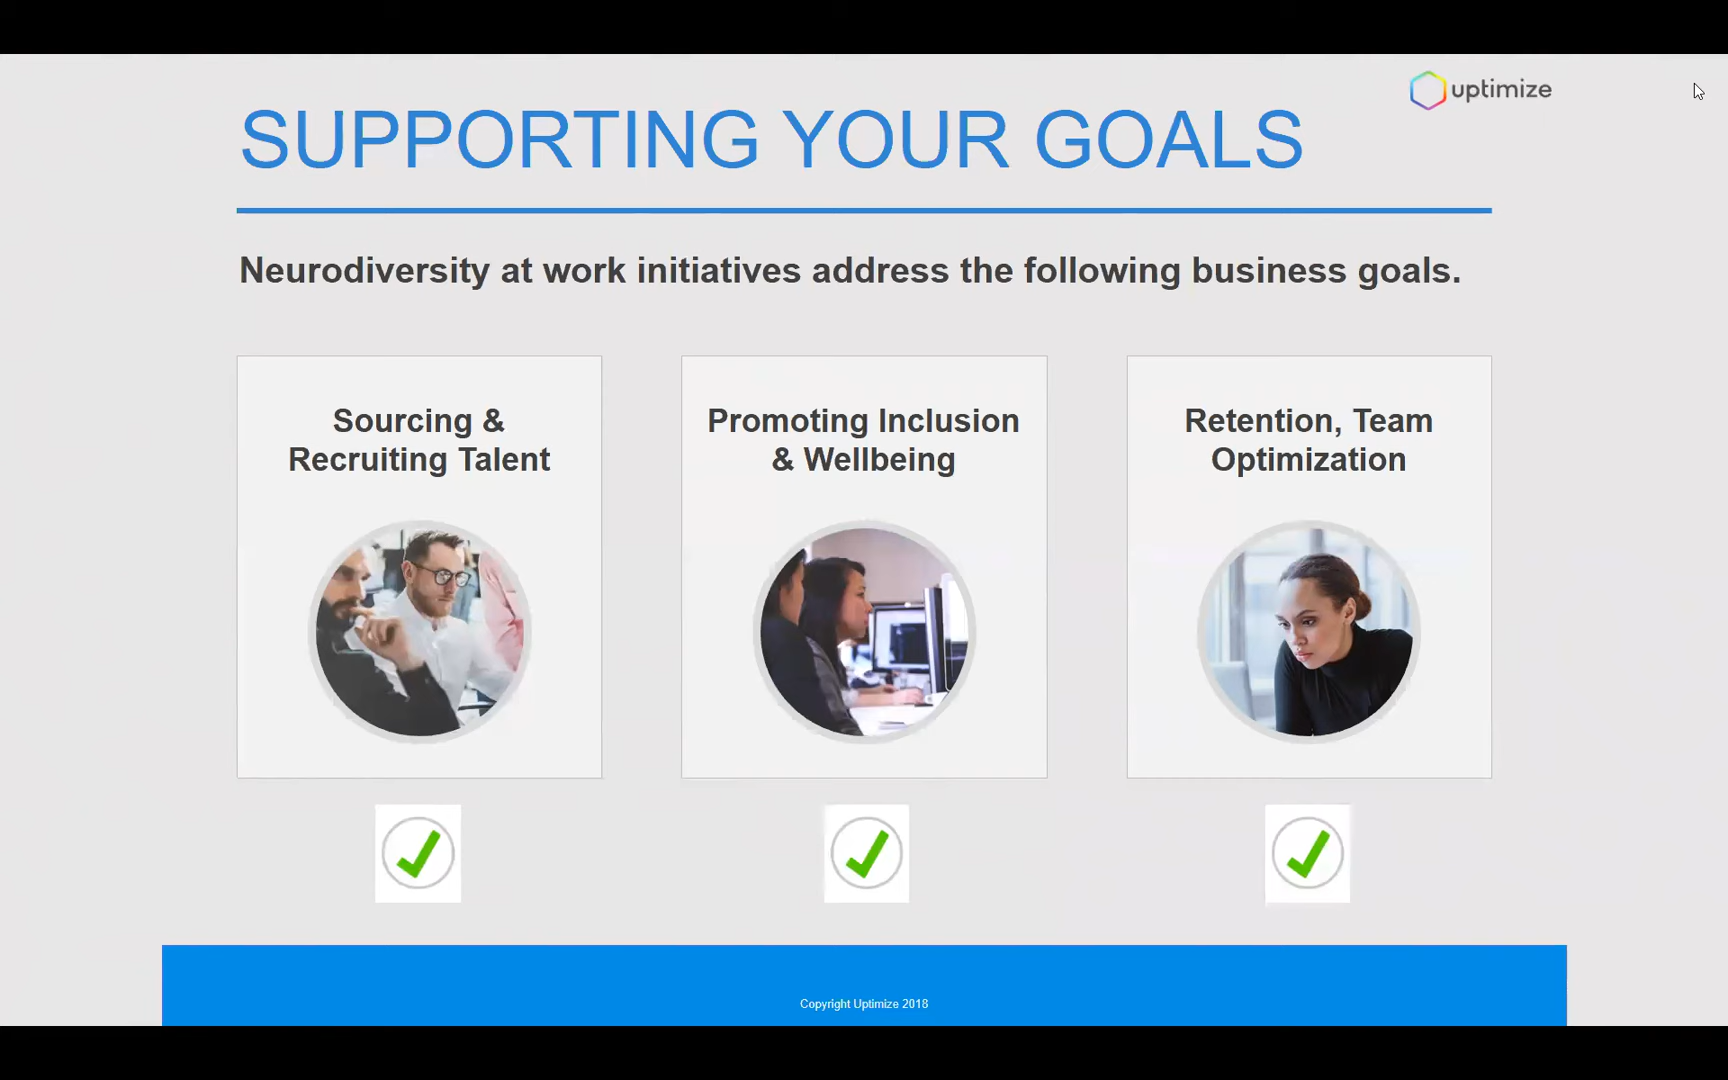 uptimize
SUPPORTING YOUR GOALS
Neurodiversity at work initiatives address the following business goals.
Sourcing &
Recruiting Talent
Promoting Inclusion
& Wellbeing
Retention, Team
Optimization
Copyright Uptimize 2018